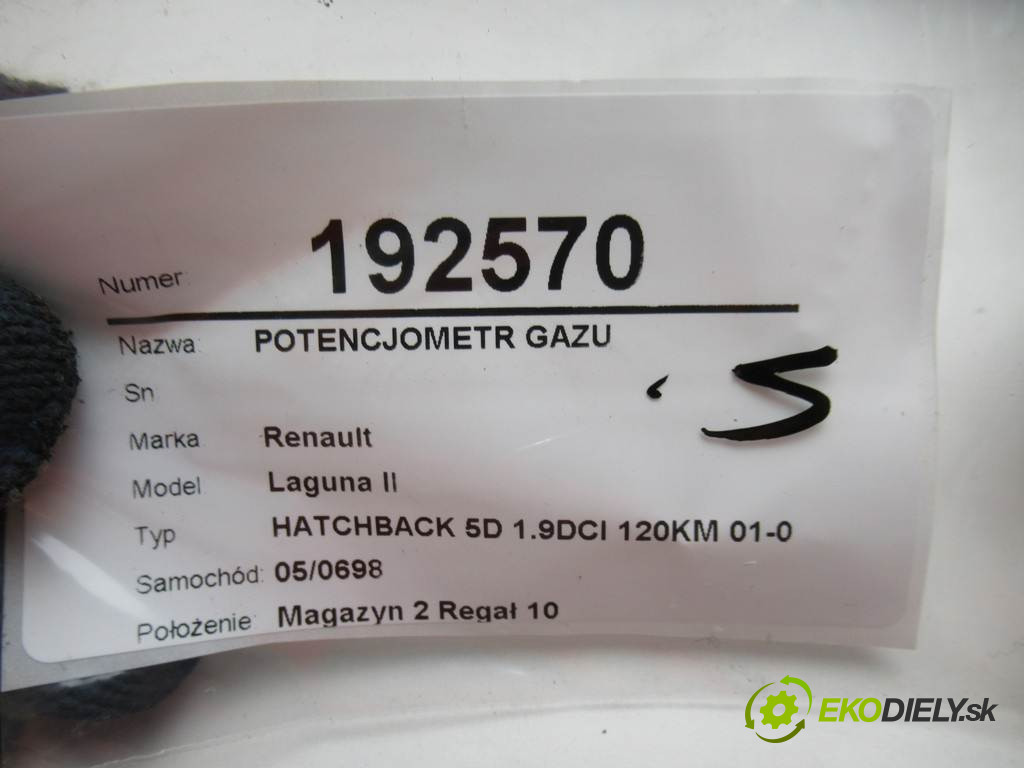 Numer: 192570
Nazwa: POTENCJOMETR GAZU
Sn
Marka Renault
Model Laguna II
Typ HATCHBACK 5D 1.9DCI 120KM 01-0
Samochód: 05/0698
Położenie: Magazyn 2 Regał 10
EKODIELY.sk